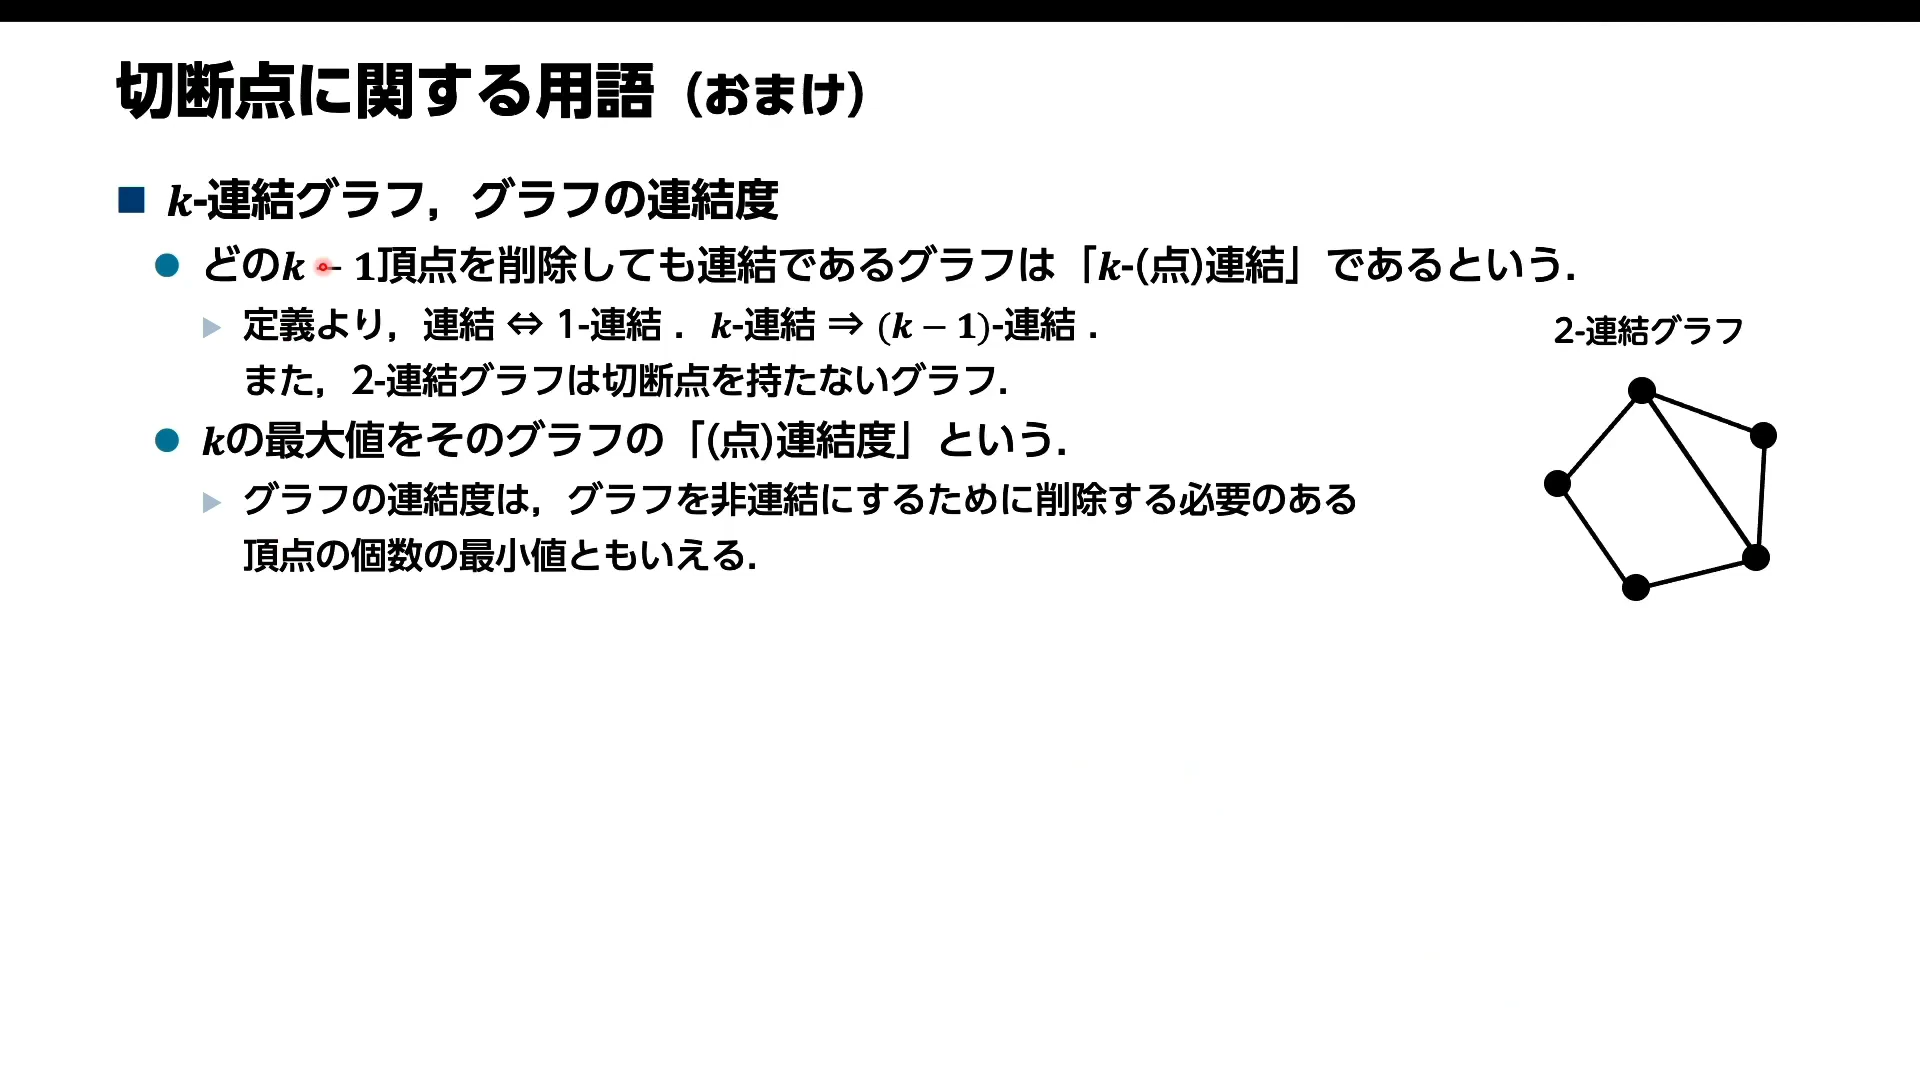 切断点に関する用語（おまけ）
k-連結グラフ，グラフの連結度
どのk − 1頂点を削除しても連結であるグラフは「k-(点)連結」であるという．
定義より，連結 ⇔ 1-連結．k-連結 ⇒ (k − 1)-連結．
また，2-連結グラフは切断点を持たないグラフ．
kの最大値をそのグラフの「(点)連結度」という．
グラフの連結度は，グラフを非連結にするために削除する必要のある
頂点の個数の最小値ともいえる．
2-連結グラフ